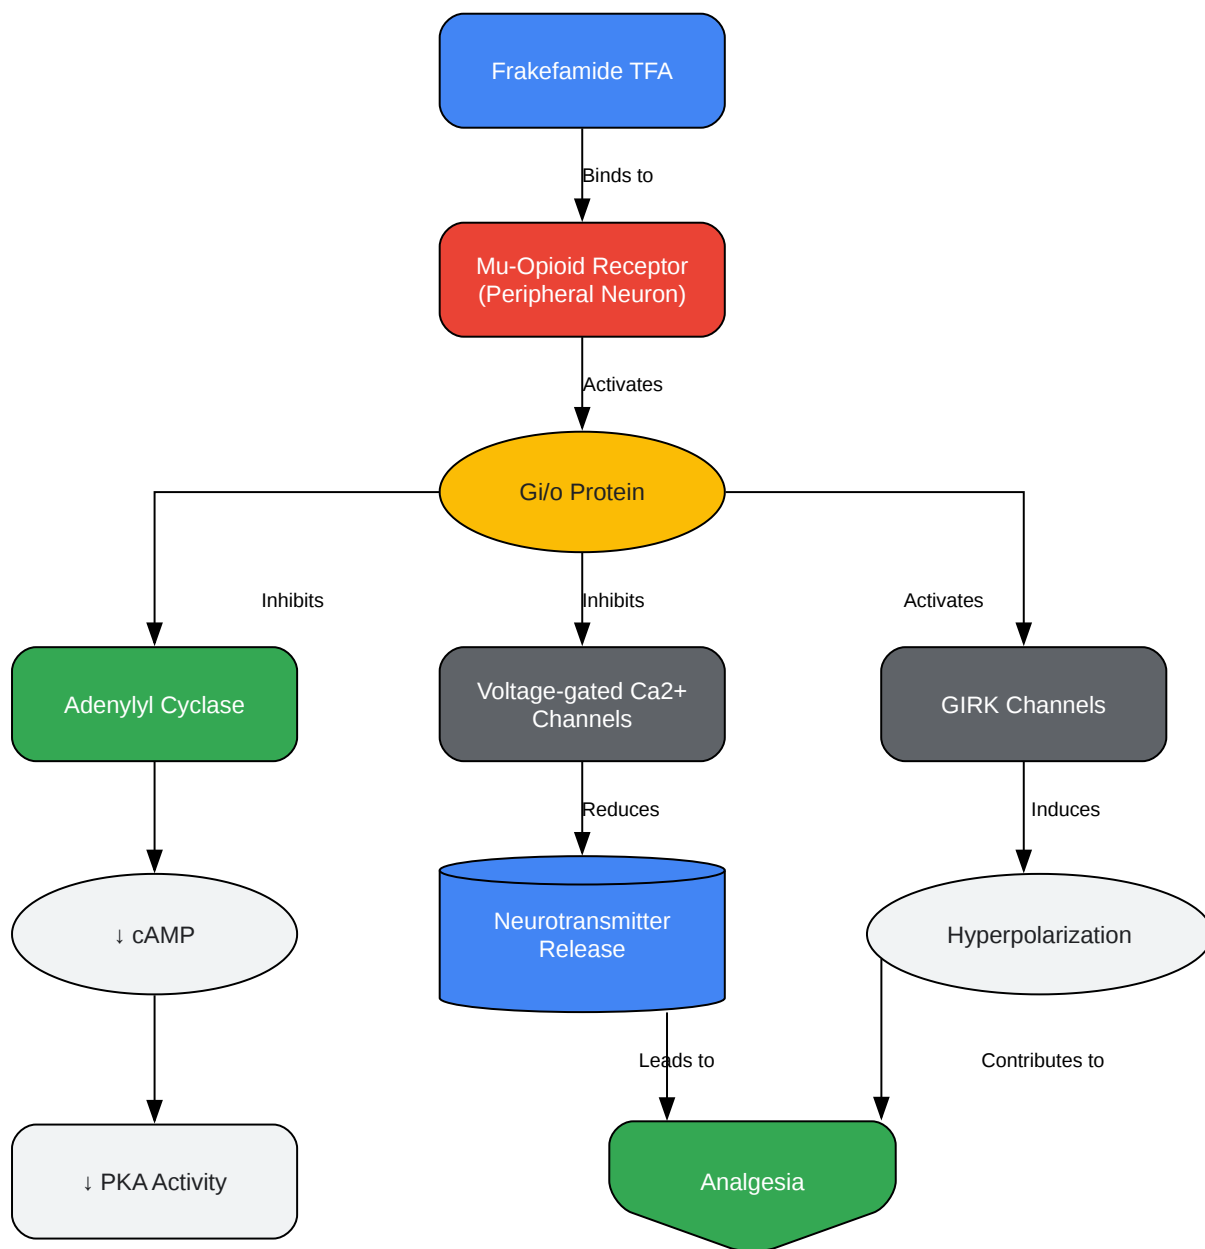 Frakefamide TFA
Binds to
Mu-Opioid Receptor
(Peripheral Neuron)
Activates
Gi/o Protein
Inhibits
Inhibits
Activates
Adenylyl Cyclase
Voltage-gated Ca2+
Channels
GIRK Channels
Reduces
Induces
↓ cAMP
Neurotransmitter
Release
Hyperpolarization
Leads to
Contributes to
↓ PKA Activity
Analgesia